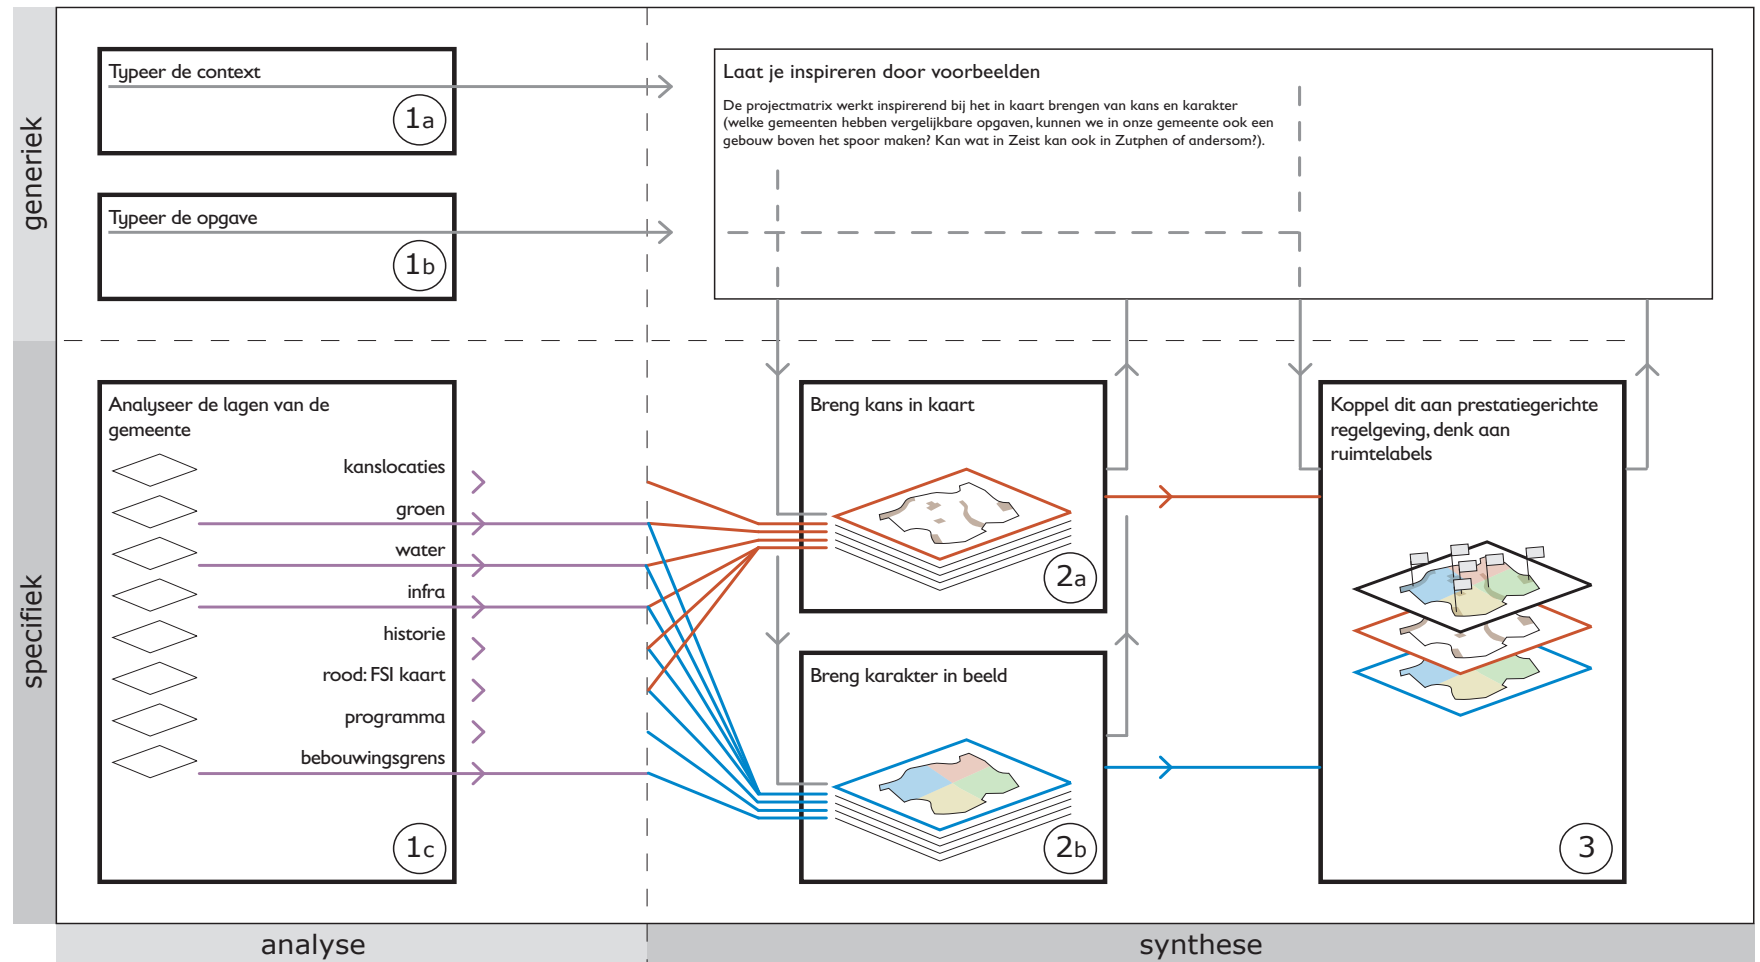 generiek
specifiek
Typeer de context
1a
Typeer de opgave
1b
Laat je inspireren door voorbeelden
De projectmatrix werkt inspirerend bij het in kaart brengen van kans en karakter
(welke gemeenten hebben vergelijkbare opgaven, kunnen we in onze gemeente ook een
gebouw boven het spoor maken? Kan wat in Zeist kan ook in Zutphen of andersom?).
Analyseer de lagen van de
gemeente
kanslocaties
groen
water
infra
historie
rood: FSI kaart
programma
bebouwingsgrens
1c
Breng kans in kaart
2a
Breng karakter in beeld
2b
Koppel dit aan prestatiegerichte
regelgeving, denk aan
ruimtelabels
3
analyse
synthese